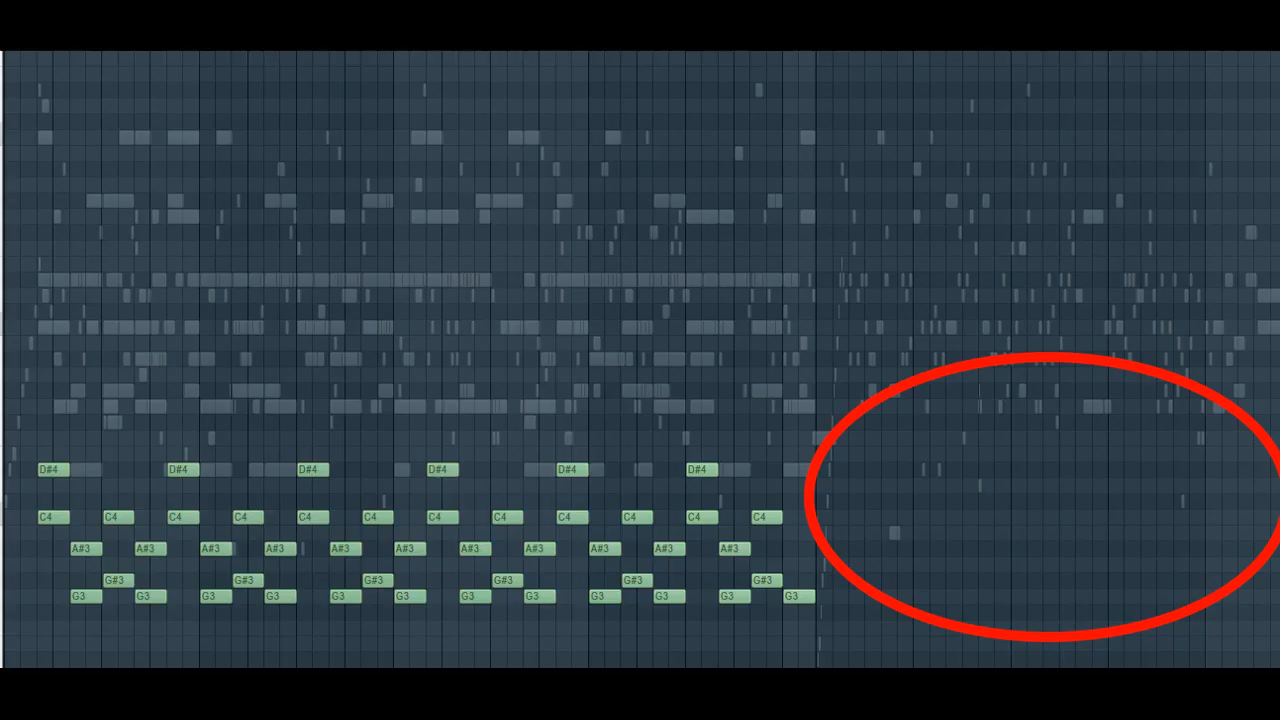 D#4 D#4 D#4 D#4 D#4 D#4
C4 C4 C4 C4 C4 C4 C4 C4 C4 C4 C4 C4
A#3 A#3 A#3 A#3 A#3 A#3 A#3 A#3 A#3 A#3 A#3
G#3 G#3 G#3 G#3 G#3 G#3
G3 G3 G3 G3 G3 G3 G3 G3 G3 G3 G3 G3